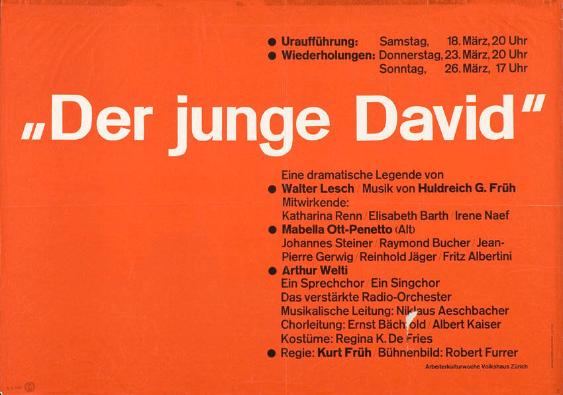 ● Uraufführung: Samstag, 18. März, 20 Uhr
● Wiederholungen: Donnerstag, 23. März, 20 Uhr
Sonntag, 26. März, 17 Uhr
„Der junge David"
Eine dramatische Legende von
● Walter Lesch / Musik von Huldreich G. Früh
Mitwirkende:
Katharina Renn / Elisabeth Barth / Irene Naef
● Mabella Ott-Penetto (Alt)
Johannes Steiner / Raymond Bucher / Jean-
Pierre Gerwig / Reinhold Jäger / Fritz Albertini
● Arthur Welti
Ein Sprechchor / Ein Singchor
Das verstärkte Radio-Orchester
Musikalische Leitung: Niklaus Aeschbacher
Chorleitung: Ernst Bächtold / Albert Kaiser
Kostüme: Regina K. De Fries
● Regie: Kurt Früh / Bühnenbild: Robert Furrer
Arbeiterkulturwoche Volkshaus Zürich